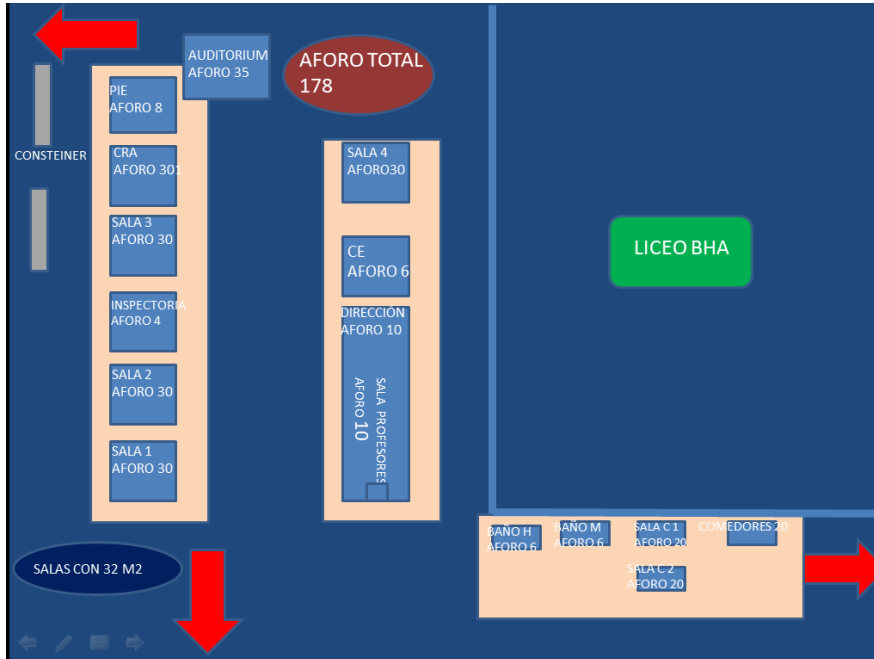 AUDITORIUM
AFORO 35
AFORO TOTAL
178
PIE
AFORO 8
CONSTEINER
CRA
AFORO 301
SALA 4
AFORO30
SALA 3
AFORO 30
CE
AFORO 6
LICEO BHA
INSPECTORIA
AFORO 4
DIRECCIÓN
AFORO 10
SALA PROFESORES
AFORO 10
SALA 2
AFORO 30
SALA 1
AFORO 30
BAÑO H
AFORO 6
BAÑO M
AFORO 6
SALA C 1
AFORO 20
COMEDORES 20
SALA C 2
AFORO 20
SALAS CON 32 M2